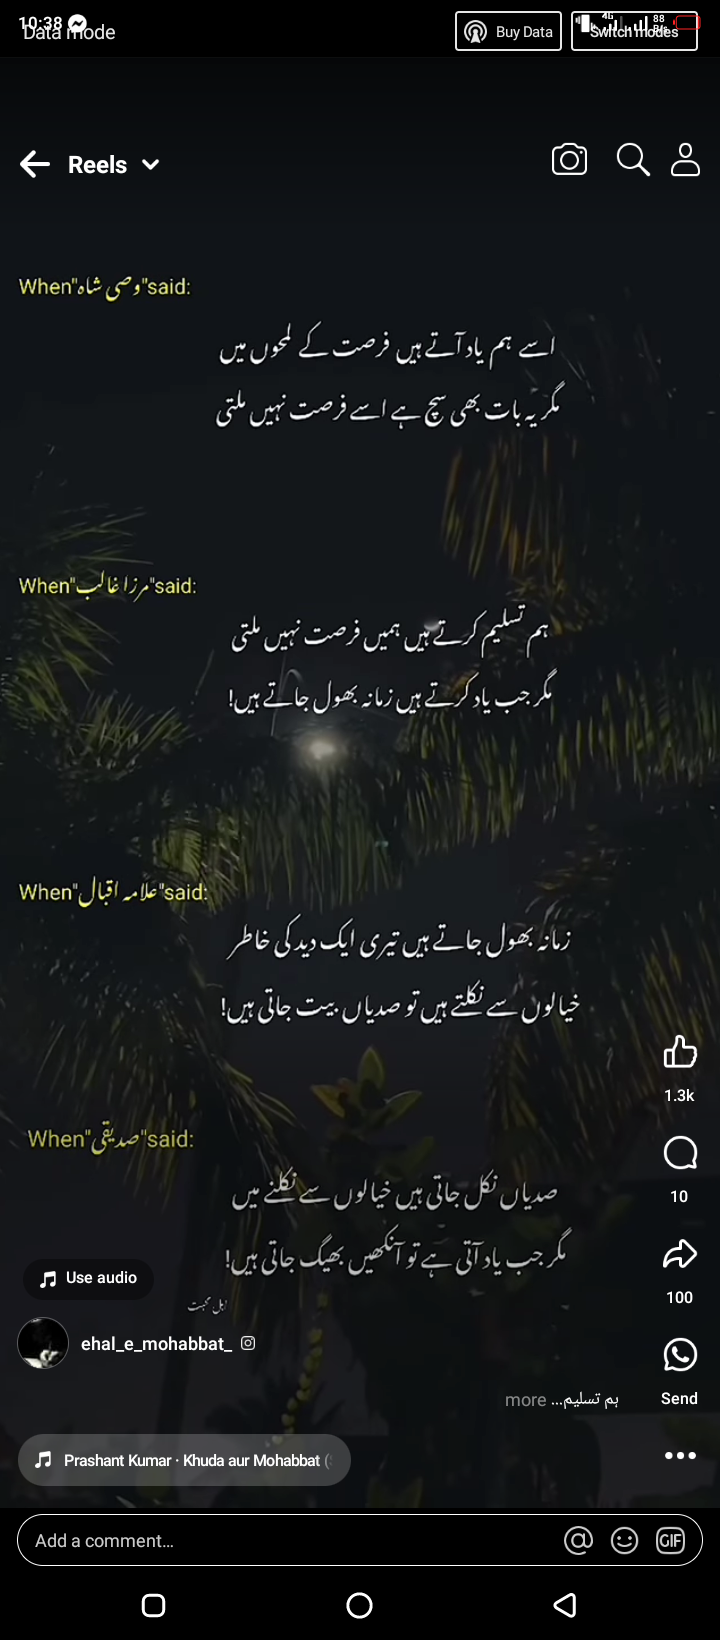 10:38
Data mode
Buy Data
Switch modes
4G
88
B/s
Reels
When"وصی شاہ"said:
اسے ہم یاد آتے ہیں فرصت کے لمحوں میں
مگر یہ بات بھی سچ ہے اسے فرصت نہیں ملتی
When"مرزا غالب"said:
ہم تسلیم کرتے ہیں ہمیں فرصت نہیں ملتی
مگر جب یاد کرتے ہیں زمانہ بھول جاتے ہیں!
When"علامہ اقبال"said:
زمانہ بھول جاتے ہیں تیری ایک دید کی خاطر
خیالوں سے نکلتے ہیں تو صدیاں بیت جاتی ہیں!
1.3k
When"صدیقی"said:
صدیاں نکل جاتی ہیں خیالوں سے نکلنے میں
مگر جب یاد آتی ہے تو آنکھیں بھیگ جاتی ہیں!
10
Use audio
100
اہل محبت
ehal_e_mohabbat_
ہم تسلیم... more
Send
Prashant Kumar · Khuda aur Mohabbat (
Add a comment...
GIF